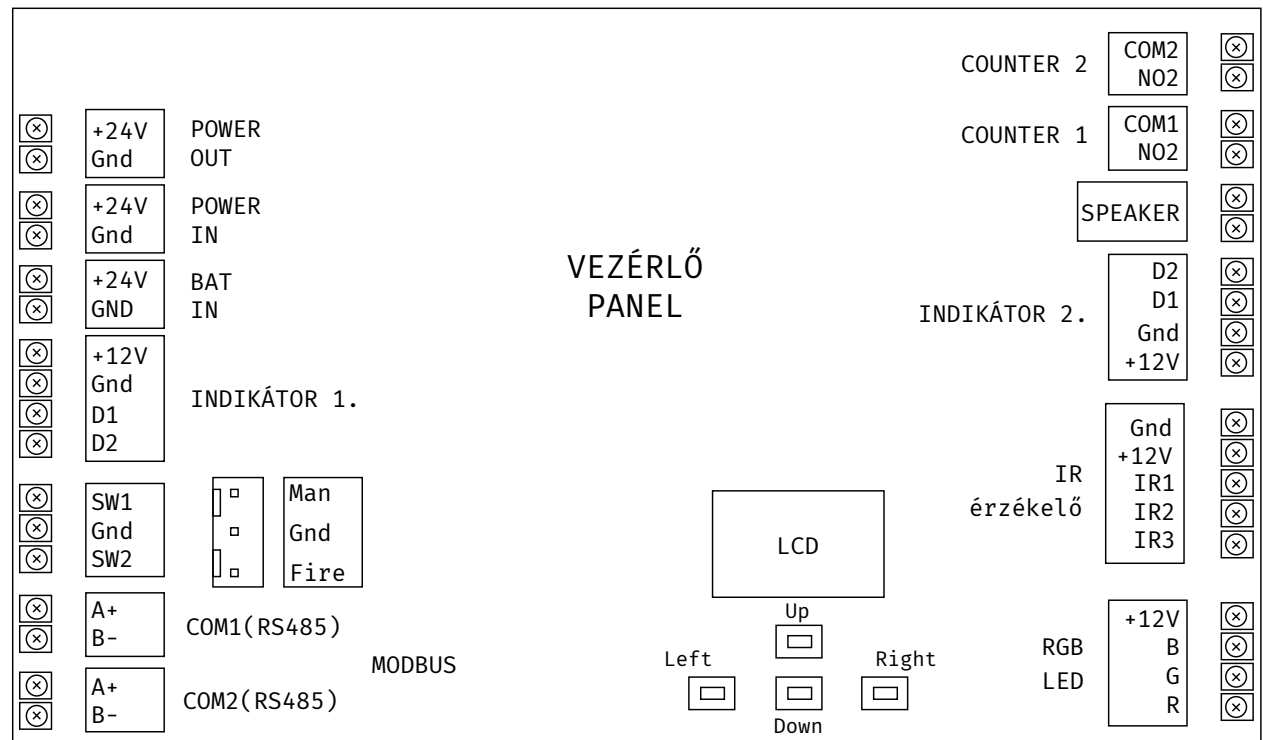 COUNTER 2
COM2
NO2
COUNTER 1
COM1
NO2
SPEAKER
+24V
Gnd
POWER
OUT
+24V
Gnd
POWER
IN
+24V
GND
BAT
IN
+12V
Gnd
D1
D2
INDIKÁTOR 1.
SW1
Gnd
SW2
Man
Gnd
Fire
A+
B-
COM1(RS485)
A+
B-
COM2(RS485)
MODBUS
VEZÉRLŐ
PANEL
INDIKÁTOR 2.
D2
D1
Gnd
+12V
IR
érzékelő
Gnd
+12V
IR1
IR2
IR3
LCD
Up
Left
Right
Down
RGB
LED
+12V
B
G
R